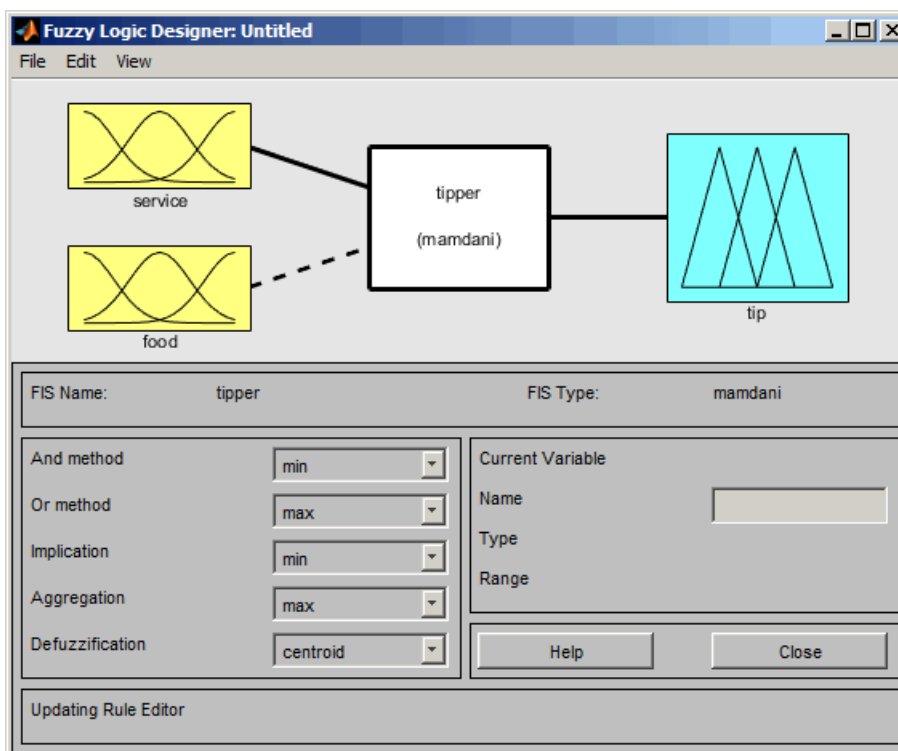 Fuzzy Logic Designer: Untitled
File Edit View
service
food
tipper
(mamdani)
tip
FIS Name: tipper FIS Type: mamdani
And method min
Or method max
Implication min
Aggregation max
Defuzzification centroid
Current Variable
Name
Type
Range
Help Close
Updating Rule Editor